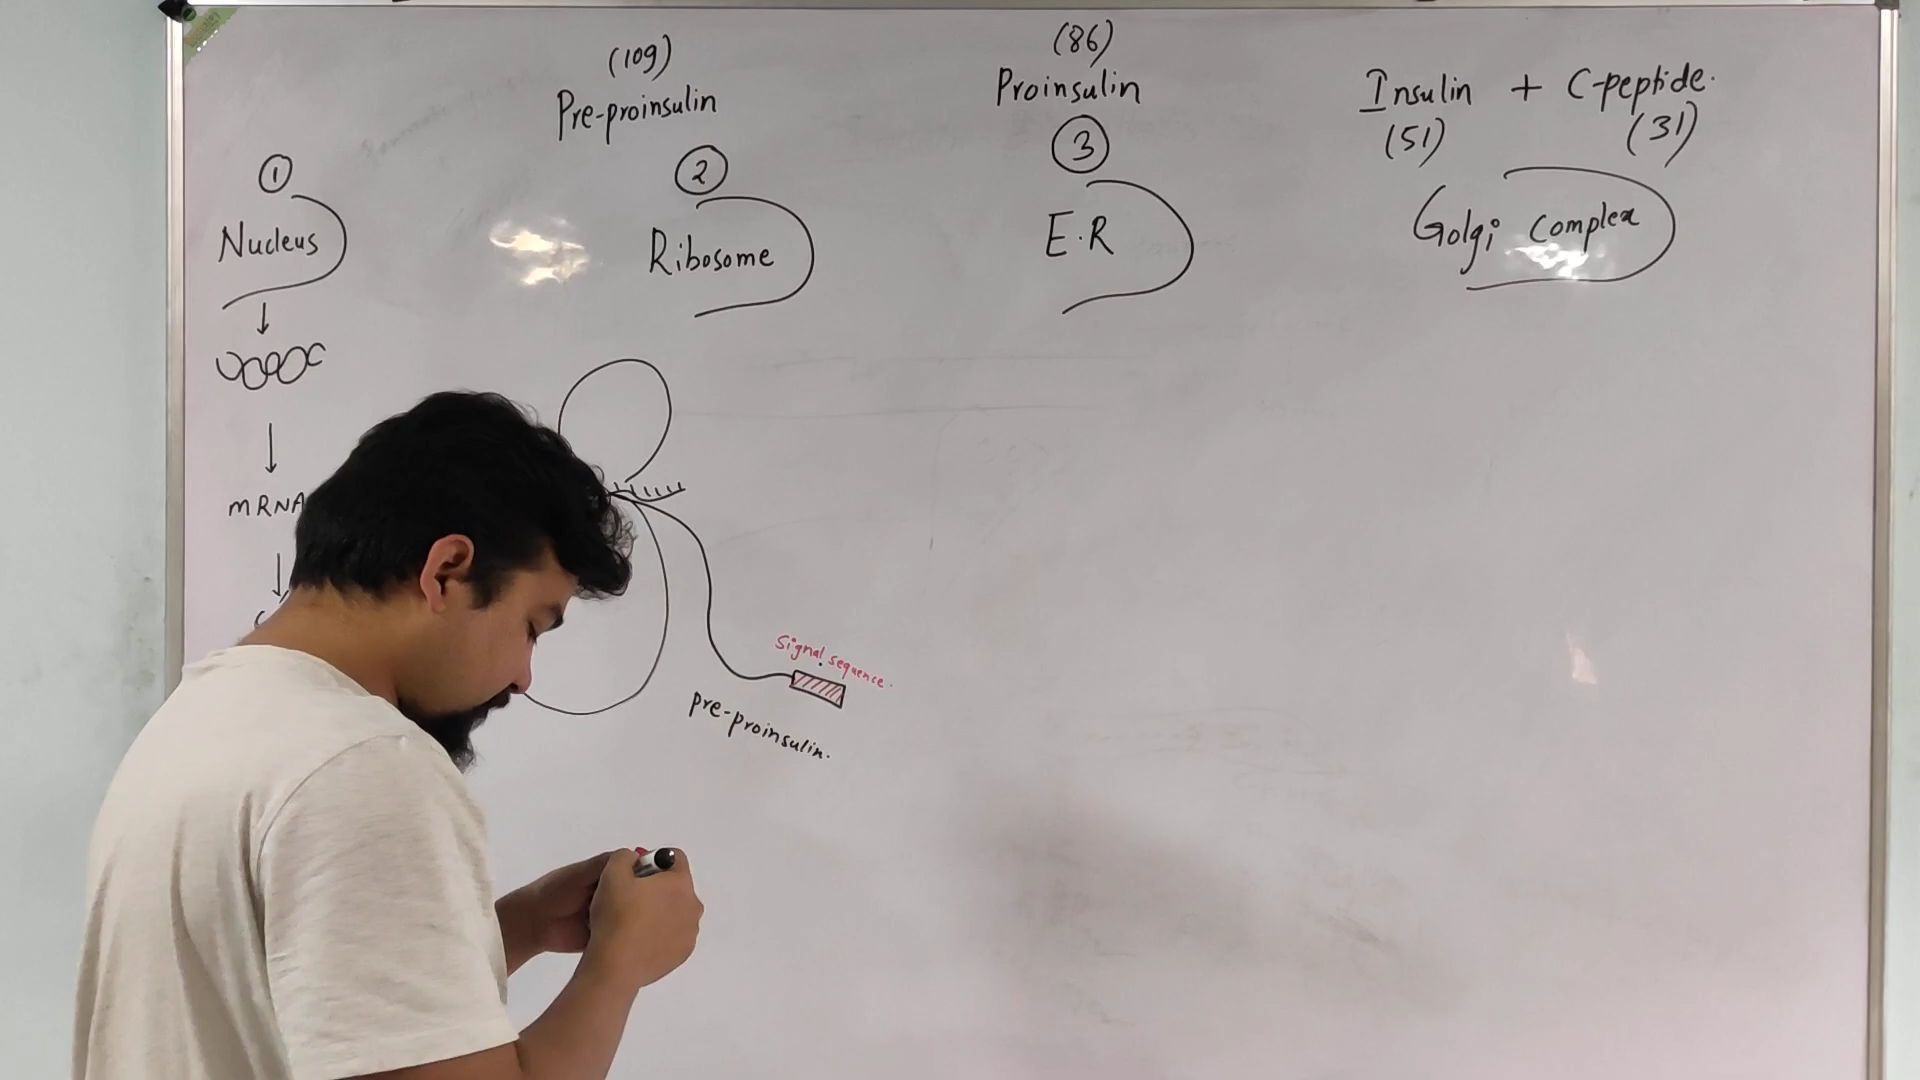 (109)
Pre-proinsulin
(86)
Proinsulin
Insulin + C-peptide.
(51) (31)
1
Nucleus
2
Ribosome
3
E.R
Golgi complex
mRNA
Signal sequence.
pre-proinsulin.